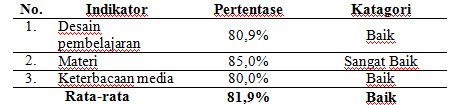 No. Indikator Pertentase Katagori
1. Desain pembelajaran 80,9% Baik
2. Materi 85,0% Sangat Baik
3. Keterbacaan media 80,0% Baik
Rata-rata 81,9% Baik